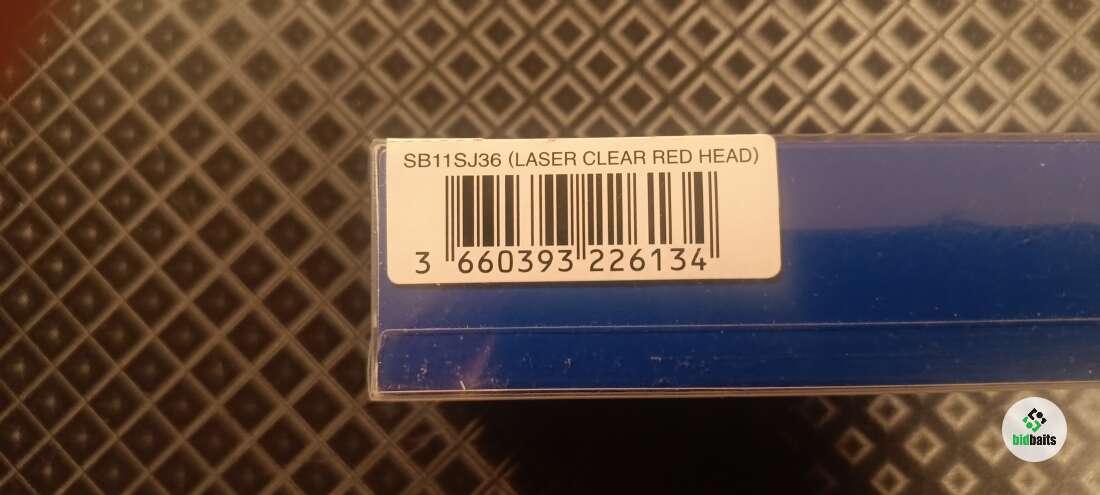 SB11SJ36 (LASER CLEAR RED HEAD)
3 660393 226134
bidbaits